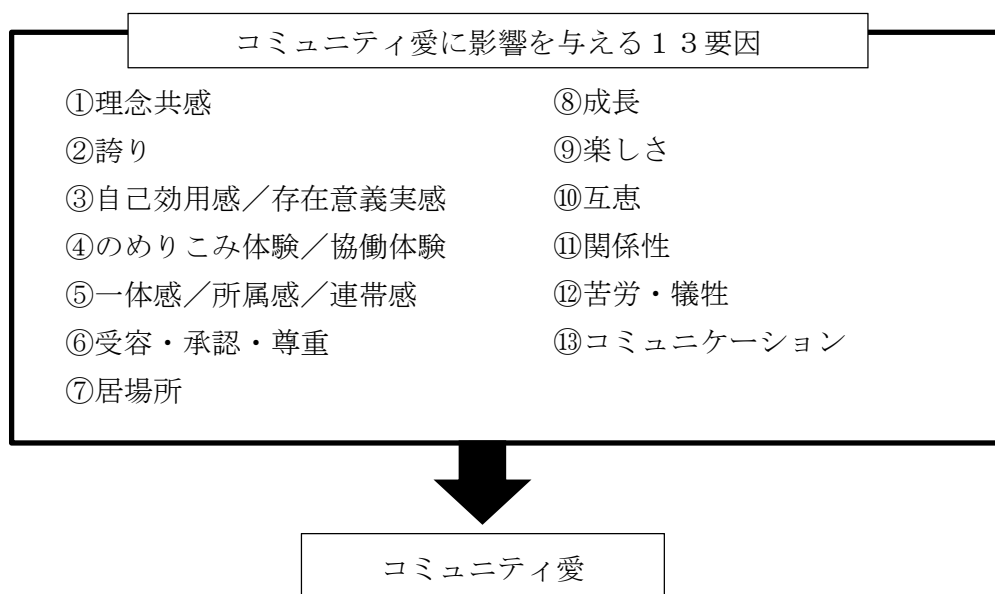 コミュニティ愛に影響を与える１３要因
①理念共感
②誇り
③自己効用感／存在意義実感
④のめりこみ体験／協働体験
⑤一体感／所属感／連帯感
⑥受容・承認・尊重
⑦居場所
⑧成長
⑨楽しさ
⑩互恵
⑪関係性
⑫苦労・犠牲
⑬コミュニケーション
コミュニティ愛